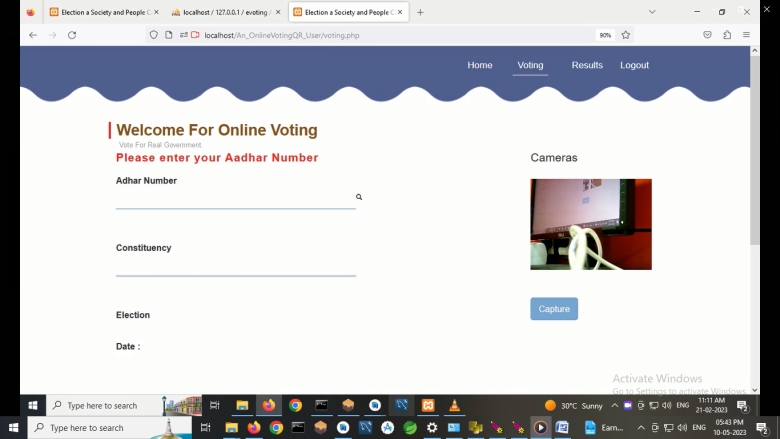 Election a Society and People C
localhost / 127.0.0.1 / evoting /
Election a Society and People C
localhost/An_OnlineVotingQR_User/voting.php
90%
Home
Voting
Results
Logout
Welcome For Online Voting
Vote For Real Government.
Please enter your Aadhar Number
Adhar Number
Constituency
Election
Date :
Cameras
Capture
Activate Windows
Go to Settings to activate Windows.
Type here to search
30°C Sunny
ENG
11:11 AM
21-02-2023
Type here to search
Earn...
ENG
05:43 PM
10-05-2023